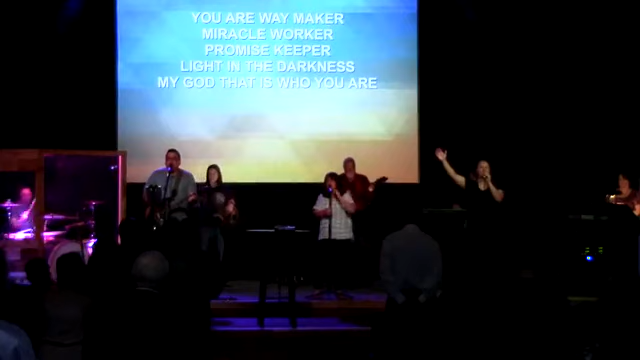 YOU ARE WAY MAKER
MIRACLE WORKER
PROMISE KEEPER
LIGHT IN THE DARKNESS
MY GOD THAT IS WHO YOU ARE